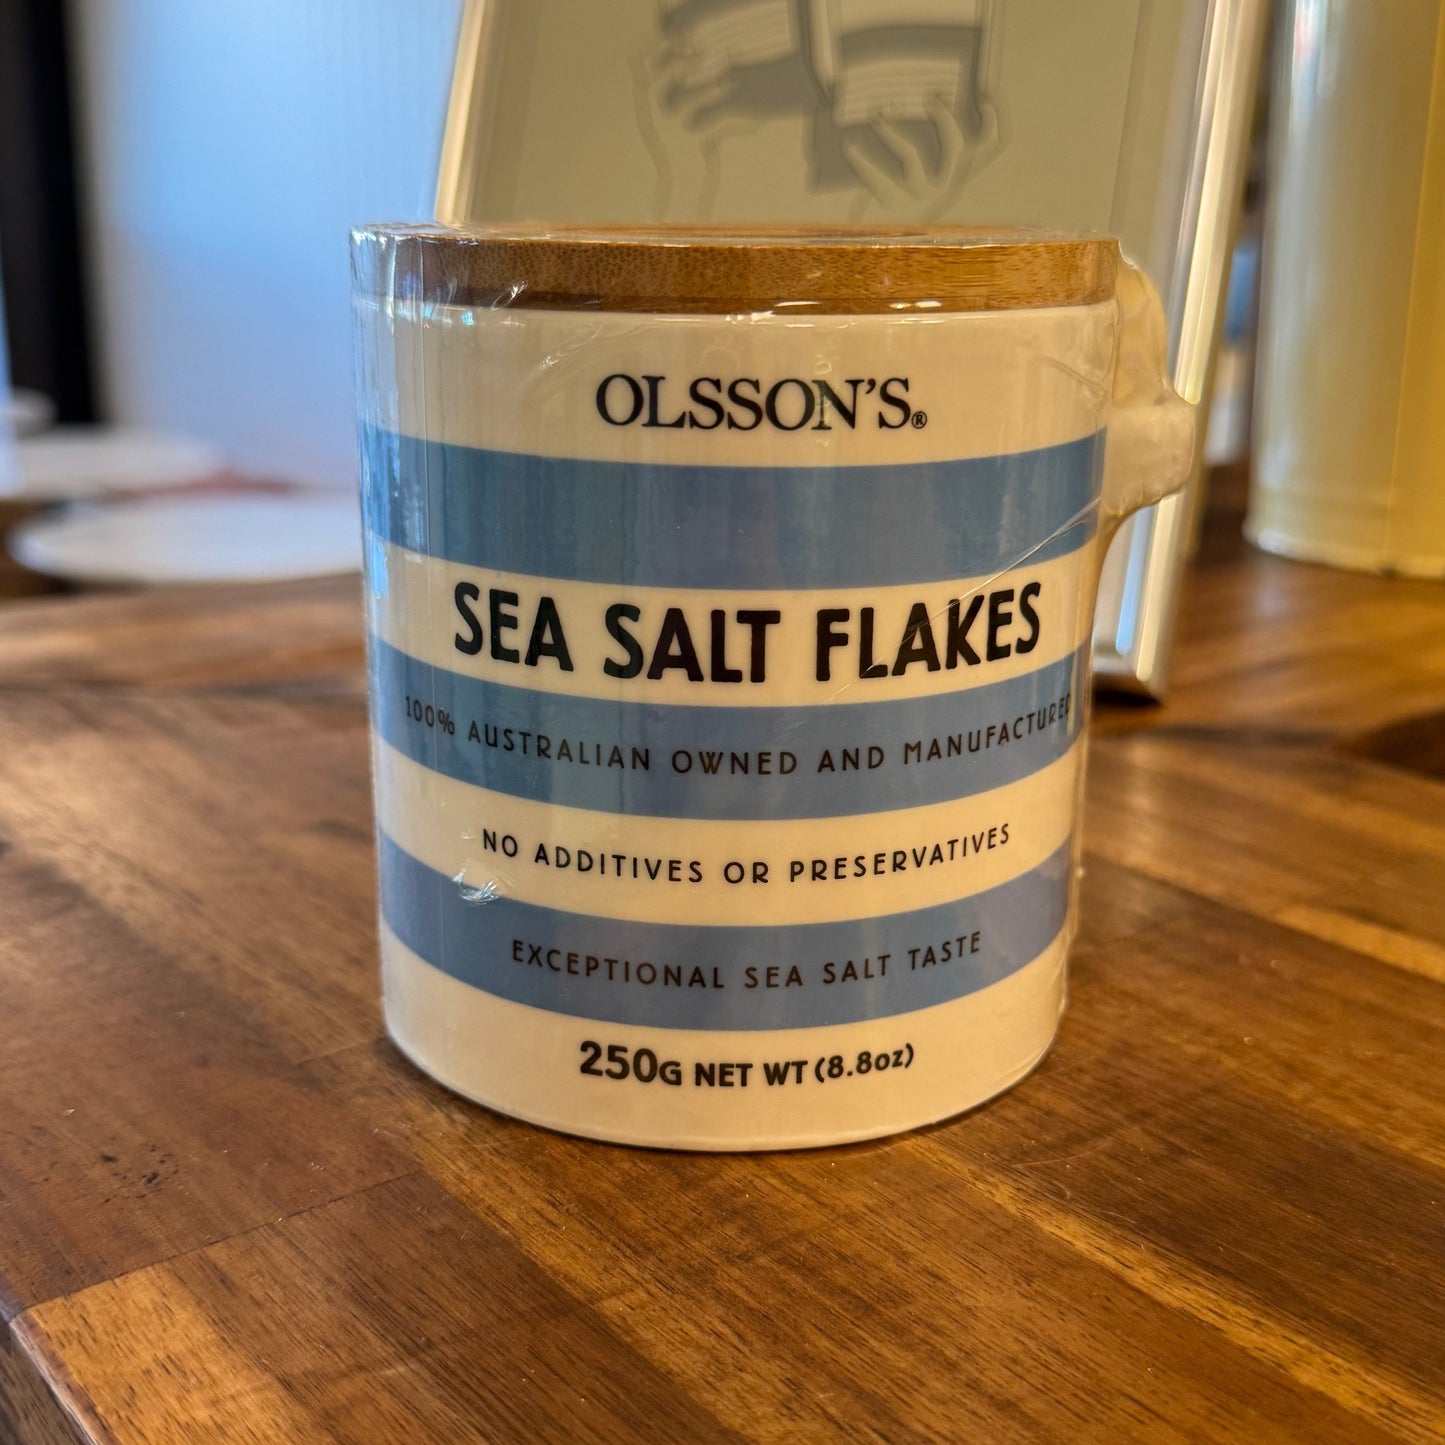 OLSSON'S®
SEA SALT FLAKES
100% AUSTRALIAN OWNED AND MANUFACTURED
NO ADDITIVES OR PRESERVATIVES
EXCEPTIONAL SEA SALT TASTE
250G NET WT (8.8oz)